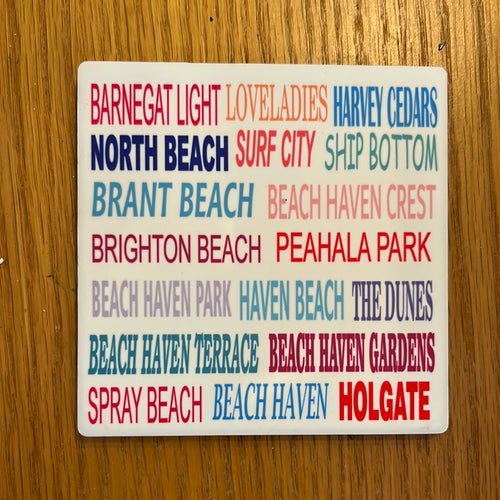 BARNEGAT LIGHT LOVELADIES HARVEY CEDARS
NORTH BEACH SURF CITY SHIP BOTTOM
BRANT BEACH BEACH HAVEN CREST
BRIGHTON BEACH PEAHALA PARK
BEACH HAVEN PARK HAVEN BEACH THE DUNES
BEACH HAVEN TERRACE BEACH HAVEN GARDENS
SPRAY BEACH BEACH HAVEN HOLGATE